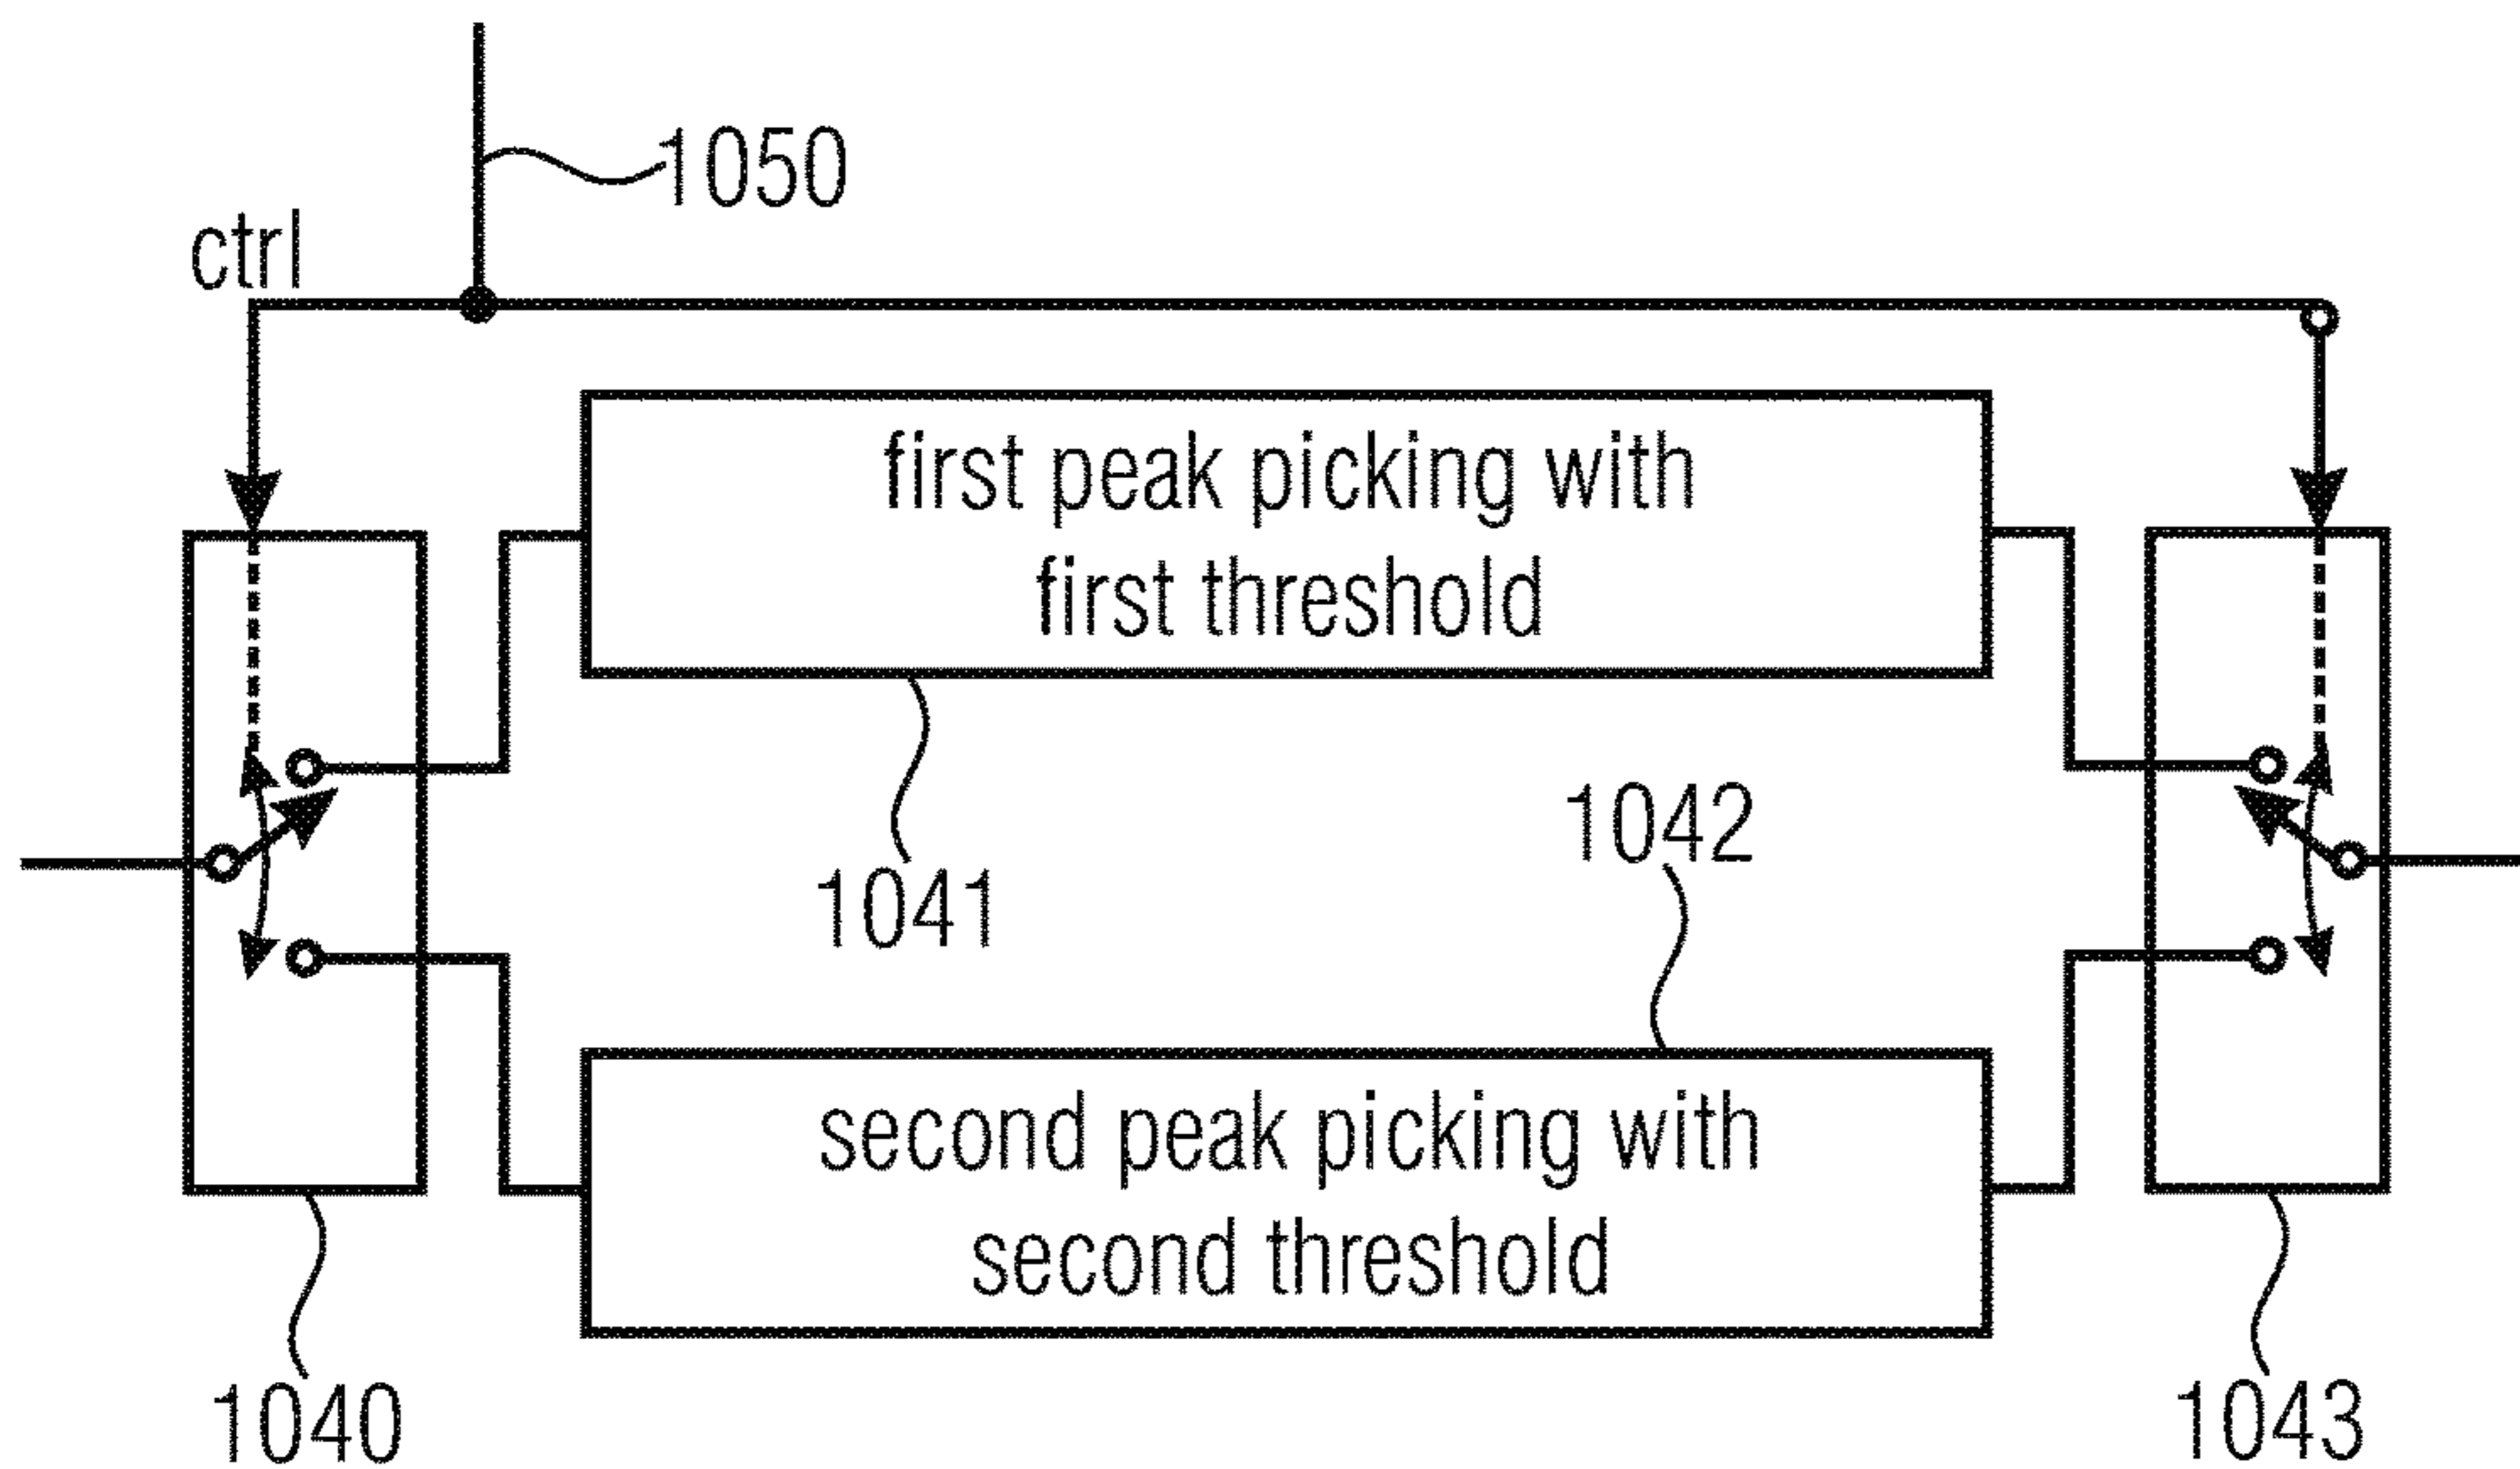 1050
ctrl
first peak picking with
first threshold
1041
1042
second peak picking with
second threshold
1040
1043